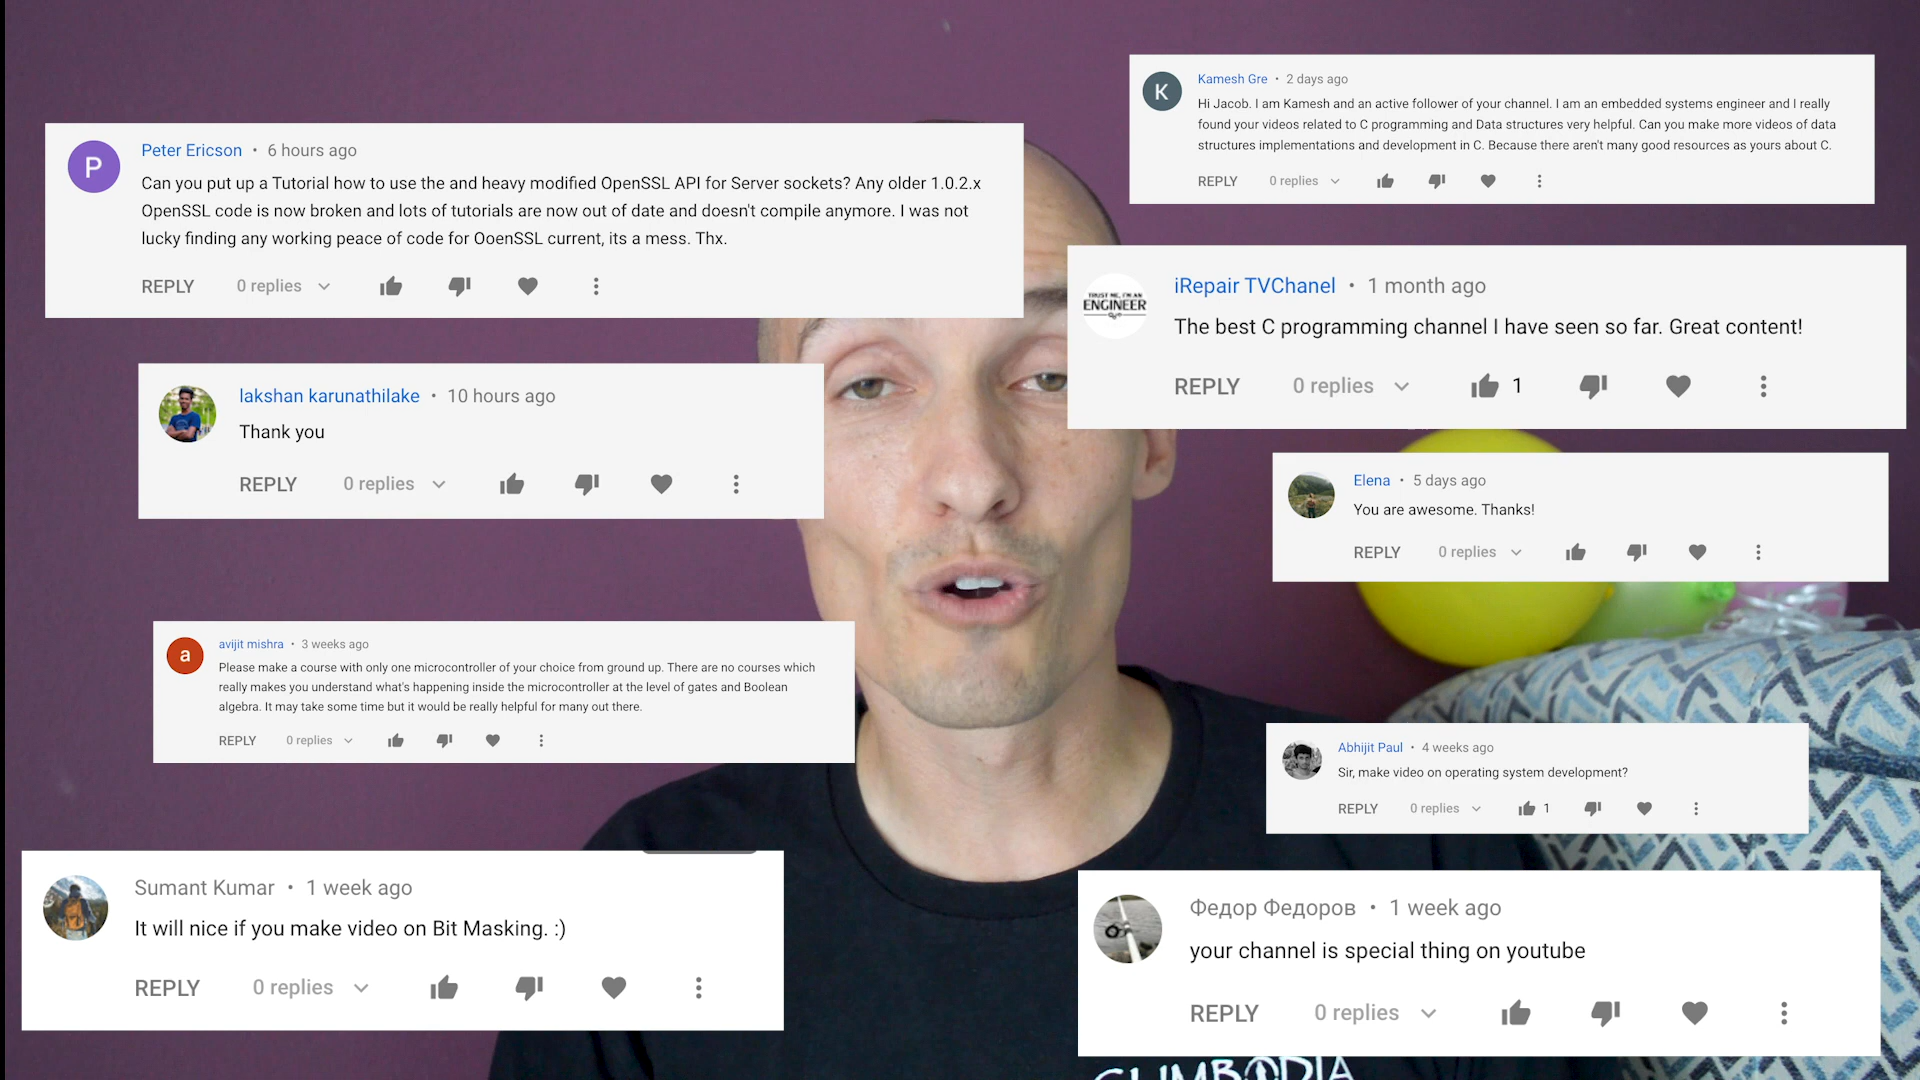 Kamesh Gre • 2 days ago
Hi Jacob. I am Kamesh and an active follower of your channel. I am an embedded systems engineer and I really
found your videos related to C programming and Data structures very helpful. Can you make more videos of data
structures implementations and development in C. Because there aren't many good resources as yours about C.
REPLY 0 replies
P
K
Peter Ericson • 6 hours ago
Can you put up a Tutorial how to use the and heavy modified OpenSSL API for Server sockets? Any older 1.0.2.x
OpenSSL code is now broken and lots of tutorials are now out of date and doesn't compile anymore. I was not
lucky finding any working peace of code for OoenSSL current, its a mess. Thx.
REPLY 0 replies
TRUST ME, I'M AN
ENGINEER
iRepair TVChanel • 1 month ago
The best C programming channel I have seen so far. Great content!
REPLY 0 replies 1
lakshan karunathilake • 10 hours ago
Thank you
REPLY 0 replies
Elena • 5 days ago
You are awesome. Thanks!
REPLY 0 replies
a
avijit mishra • 3 weeks ago
Please make a course with only one microcontroller of your choice from ground up. There are no courses which
really makes you understand what's happening inside the microcontroller at the level of gates and Boolean
algebra. It may take some time but it would be really helpful for many out there.
REPLY 0 replies
Abhijit Paul • 4 weeks ago
Sir, make video on operating system development?
REPLY 0 replies 1
Sumant Kumar • 1 week ago
It will nice if you make video on Bit Masking. :)
REPLY 0 replies
Федор Федоров • 1 week ago
your channel is special thing on youtube
REPLY 0 replies
CLIMBODIA